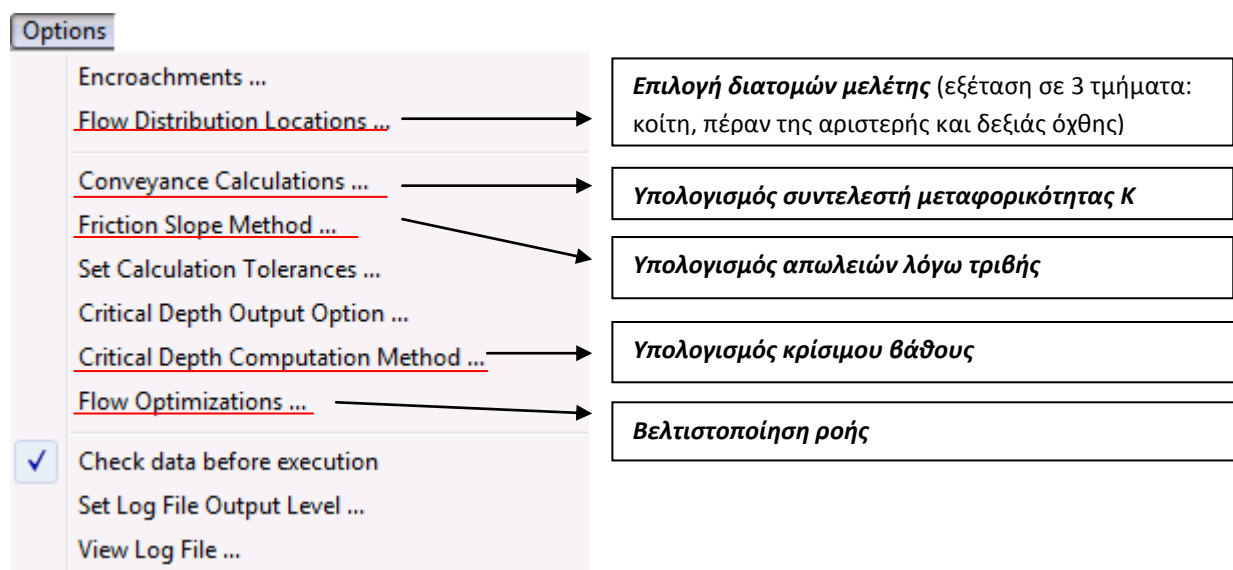 Options
Encroachments ...
Flow Distribution Locations ...
Επιλογή διατομών μελέτης (εξέταση σε 3 τμήματα:
κοίτη, πέραν της αριστερής και δεξιάς όχθης)
Conveyance Calculations ...
Υπολογισμός συντελεστή μεταφορικότητας Κ
Friction Slope Method ...
Υπολογισμός απωλειών λόγω τριβής
Set Calculation Tolerances ...
Critical Depth Output Option ...
Critical Depth Computation Method ...
Υπολογισμός κρίσιμου βάθους
Flow Optimizations ...
Βελτιστοποίηση ροής
Check data before execution
Set Log File Output Level ...
View Log File ...